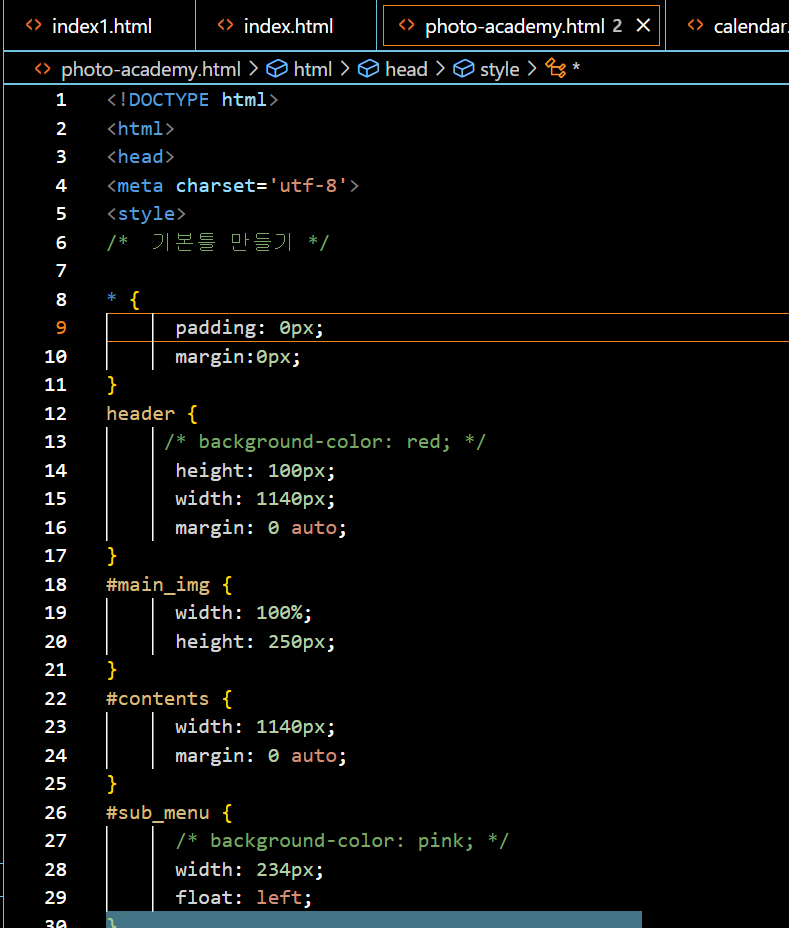 index1.html index.html photo-academy.html 2 calendar.
photo-academy.html > html > head > style > *
1 <!DOCTYPE html>
2 <html>
3 <head>
4 <meta charset='utf-8'>
5 <style>
6 /*  기본틀 만들기 */
7
8 * {
9 padding: 0px;
10 margin:0px;
11 }
12 header {
13 /* background-color: red; */
14 height: 100px;
15 width: 1140px;
16 margin: 0 auto;
17 }
18 #main_img {
19 width: 100%;
20 height: 250px;
21 }
22 #contents {
23 width: 1140px;
24 margin: 0 auto;
25 }
26 #sub_menu {
27 /* background-color: pink; */
28 width: 234px;
29 float: left;
30 }